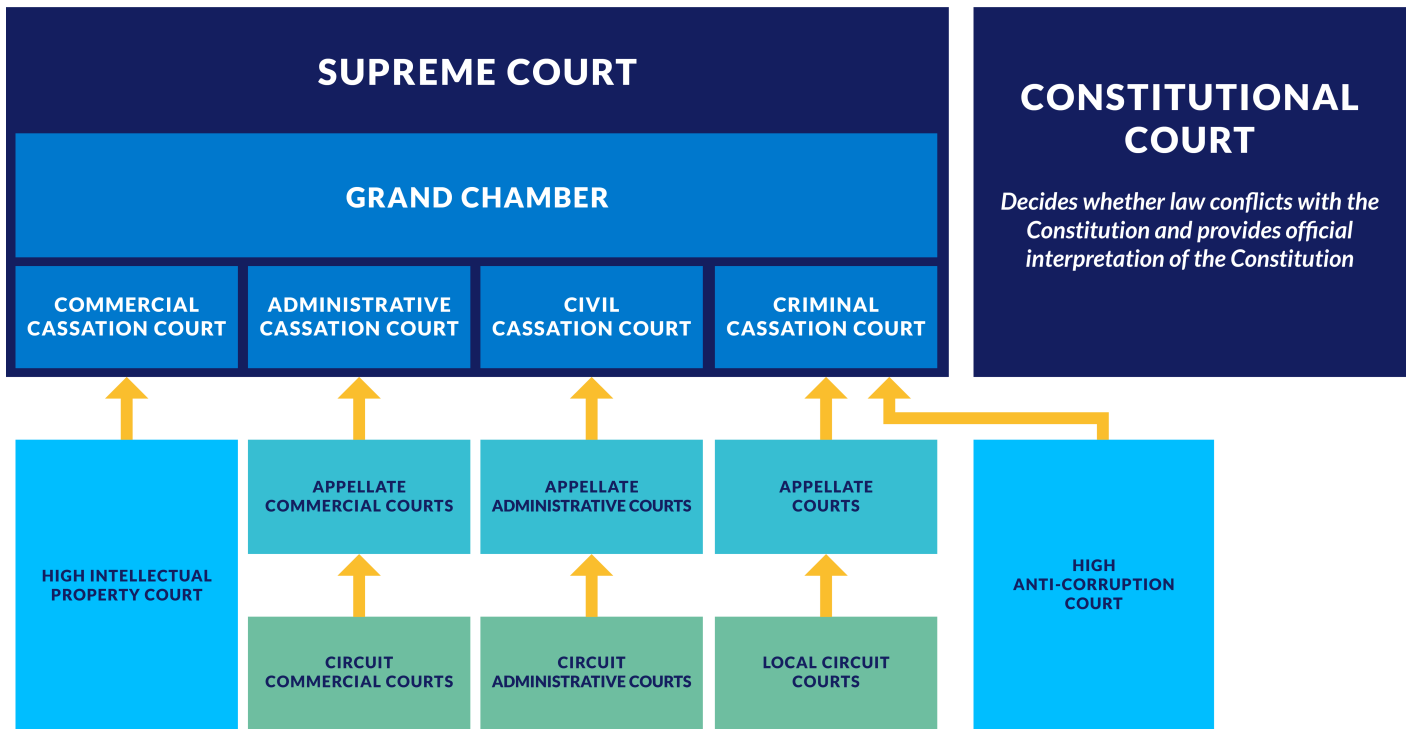 SUPREME COURT
GRAND CHAMBER
COMMERCIAL
CASSATION COURT
ADMINISTRATIVE
CASSATION COURT
CIVIL
CASSATION COURT
CRIMINAL
CASSATION COURT
CONSTITUTIONAL
COURT
Decides whether law conflicts with the
Constitution and provides official
interpretation of the Constitution
HIGH INTELLECTUAL
PROPERTY COURT
APPELLATE
COMMERCIAL COURTS
APPELLATE
ADMINISTRATIVE COURTS
APPELLATE
COURTS
HIGH
ANTI-CORRUPTION
COURT
CIRCUIT
COMMERCIAL COURTS
CIRCUIT
ADMINISTRATIVE COURTS
LOCAL CIRCUIT
COURTS